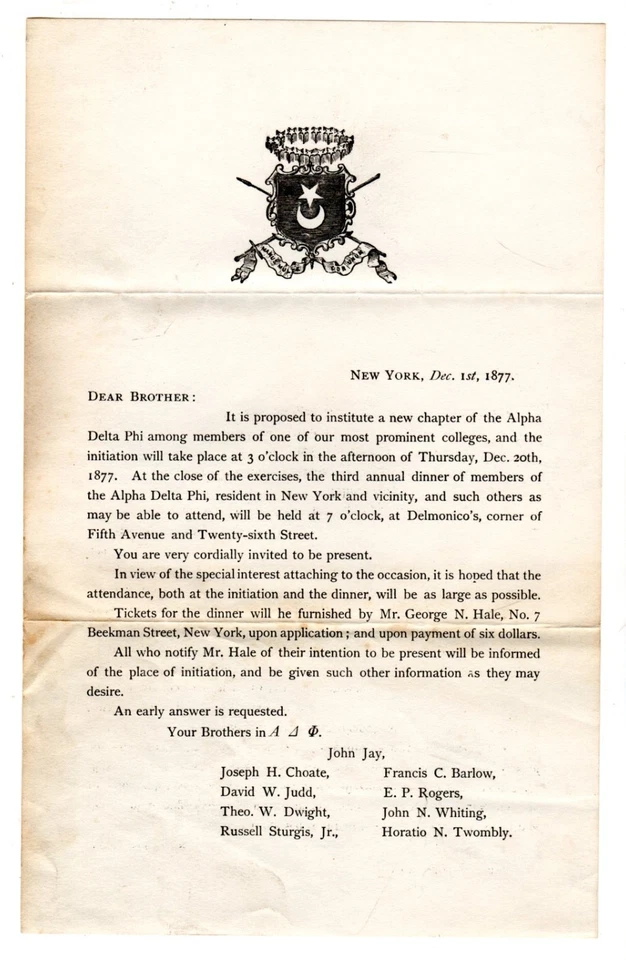 NEW YORK, Dec. 1st, 1877.
DEAR BROTHER:
It is proposed to institute a new chapter of the Alpha
Delta Phi among members of one of our most prominent colleges, and the
initiation will take place at 3 o'clock in the afternoon of Thursday, Dec. 20th,
1877. At the close of the exercises, the third annual dinner of members of
the Alpha Delta Phi, resident in New York and vicinity, and such others as
may be able to attend, will be held at 7 o'clock, at Delmonico's, corner of
Fifth Avenue and Twenty-sixth Street.
You are very cordially invited to be present.
In view of the special interest attaching to the occasion, it is hoped that the
attendance, both at the initiation and the dinner, will be as large as possible.
Tickets for the dinner will he furnished by Mr. George N. Hale, No. 7
Beekman Street, New York, upon application; and upon payment of six dollars.
All who notify Mr. Hale of their intention to be present will be informed
of the place of initiation, and be given such other information as they may
desire.
An early answer is requested.
Your Brothers in Α Δ Φ.
John Jay,
Joseph H. Choate, Francis C. Barlow,
David W. Judd, E. P. Rogers,
Theo. W. Dwight, John N. Whiting,
Russell Sturgis, Jr., Horatio N. Twombly.